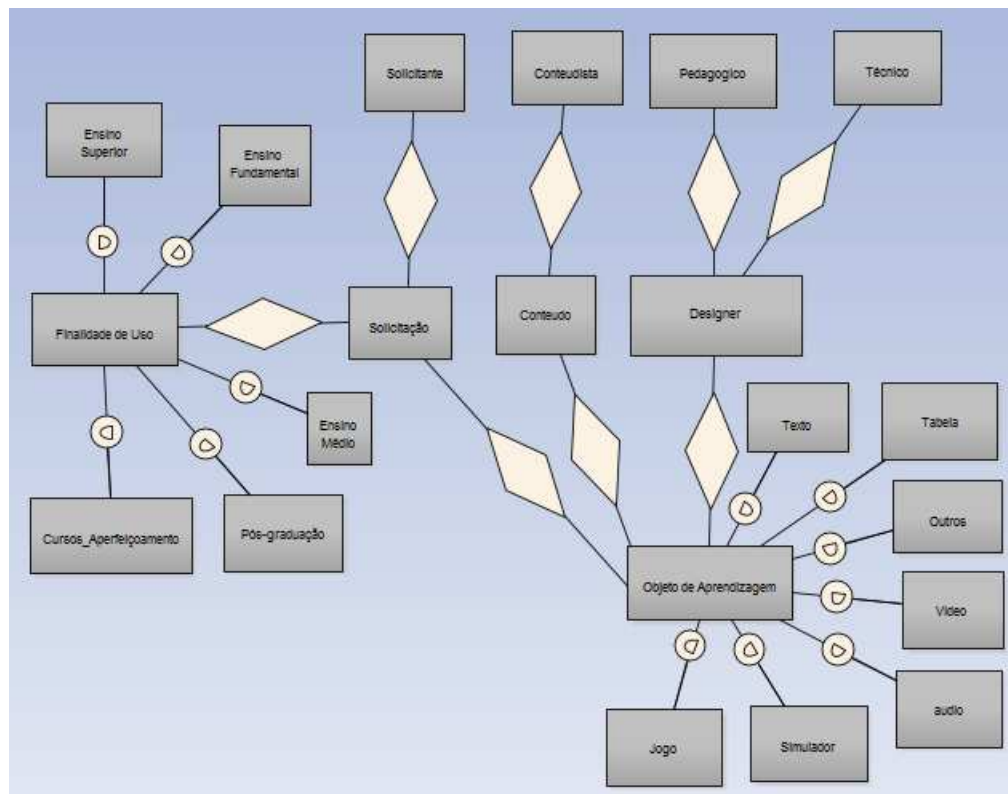 Solicitante
Conteudista
Pedagogico
Técnico
Ensino
Superior
Ensino
Fundamental
Finalidade de Uso
Solicitação
Conteudo
Designer
Ensino
Médio
Texto
Tabela
Cursos_Aperfeiçoamento
Pós-graduação
Outros
Objeto de Aprendizagem
Video
audio
Jogo
Simulador